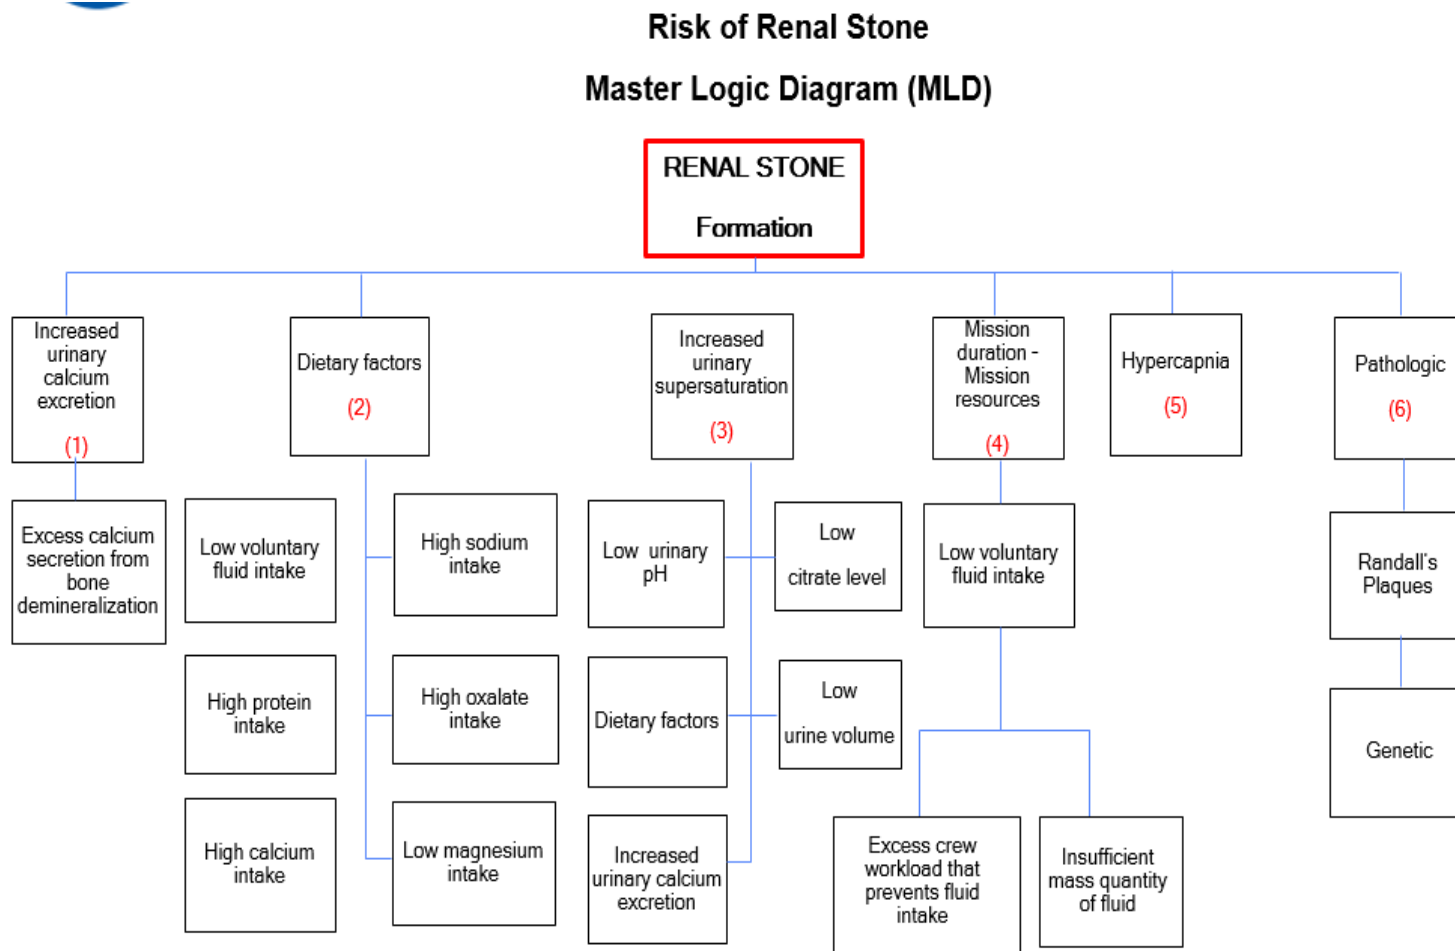 Risk of Renal Stone
Master Logic Diagram (MLD)
RENAL STONE
Formation
Increased
urinary
calcium
excretion
(1)
Dietary factors
(2)
Increased
urinary
supersaturation
(3)
Mission
duration -
Mission
resources
(4)
Hypercapnia
(5)
Pathologic
(6)
Excess calcium
secretion from
bone
demineralization
Low voluntary
fluid intake
High sodium
intake
High protein
intake
High oxalate
intake
High calcium
intake
Low magnesium
intake
Low urinary
pH
Low
citrate level
Dietary factors
Low
urine volume
Increased
urinary calcium
excretion
Low voluntary
fluid intake
Excess crew
workload that
prevents fluid
intake
Insufficient
mass quantity
of fluid
Randall's
Plaques
Genetic